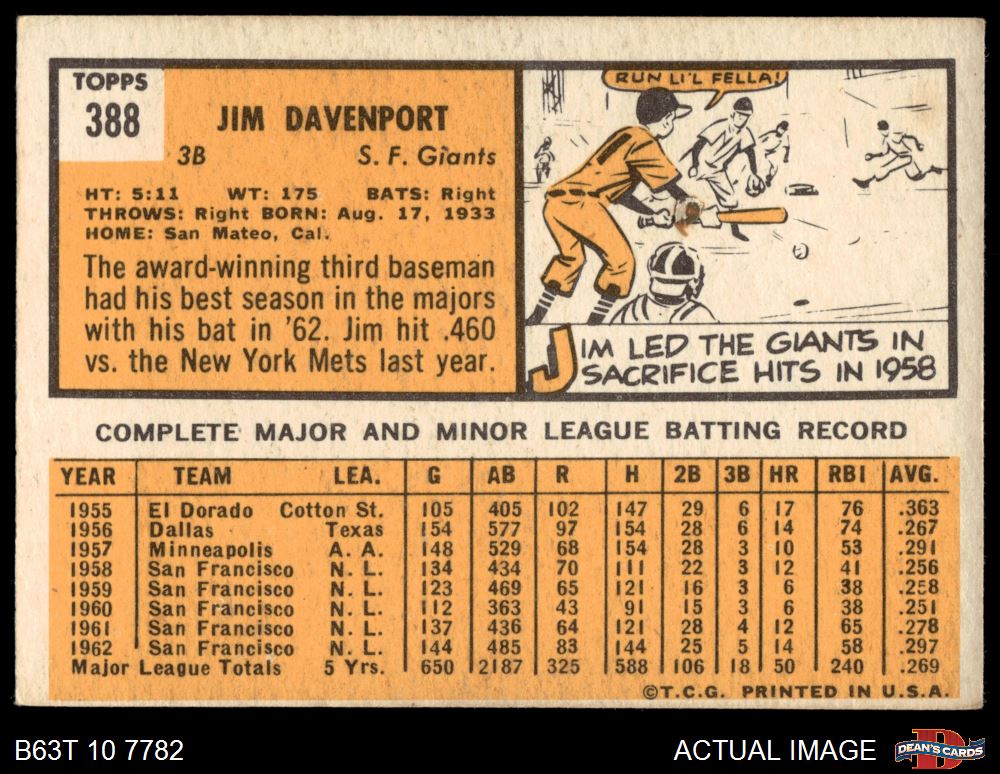 TOPPS
388
JIM DAVENPORT
3B S. F. Giants
HT: 5:11 WT: 175 BATS: Right
THROWS: Right BORN: Aug. 17, 1933
HOME: San Mateo, Cal.
The award-winning third baseman
had his best season in the majors
with his bat in '62. Jim hit .460
vs. the New York Mets last year.
RUN LI'L FELLA!
JIM LED THE GIANTS IN
SACRIFICE HITS IN 1958
COMPLETE MAJOR AND MINOR LEAGUE BATTING RECORD
YEAR TEAM LEA. G AB R H 2B 3B HR RBI AVG.
1955 El Dorado Cotton St. 105 405 102 147 29 6 17 76 .363
1956 Dallas Texas 154 577 97 154 28 6 14 74 .267
1957 Minneapolis A. A. 148 529 68 154 28 3 10 53 .291
1958 San Francisco N. L. 134 434 70 111 22 3 12 41 .256
1959 San Francisco N. L. 123 469 65 121 16 3 6 38 .258
1960 San Francisco N. L. 112 363 43 91 15 3 6 38 .251
1961 San Francisco N. L. 137 436 64 121 28 4 12 65 .278
1962 San Francisco N. L. 144 485 83 144 25 5 14 58 .297
Major League Totals 5 Yrs. 650 2187 325 588 106 18 50 240 .269
©T.C.G. PRINTED IN U.S.A.
B63T 10 7782 ACTUAL IMAGE
DEAN'S CARDS